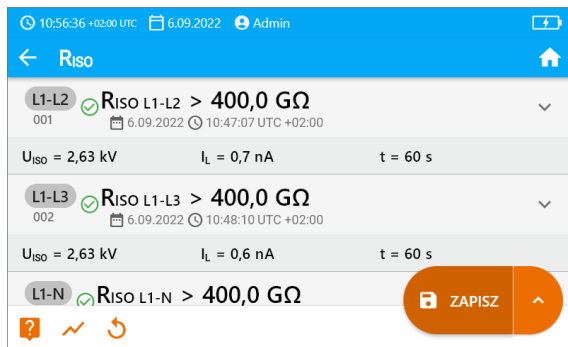 10:56:36 +02:00 UTC 6.09.2022 Admin
RISO
L1-L2 RISO L1-L2 > 400,0 GΩ
001 6.09.2022 10:47:07 UTC +02:00
UISO = 2,63 kV IL = 0,7 nA t = 60 s
L1-L3 RISO L1-L3 > 400,0 GΩ
002 6.09.2022 10:48:10 UTC +02:00
UISO = 2,63 kV IL = 0,6 nA t = 60 s
L1-N RISO L1-N > 400,0 GΩ
ZAPISZ